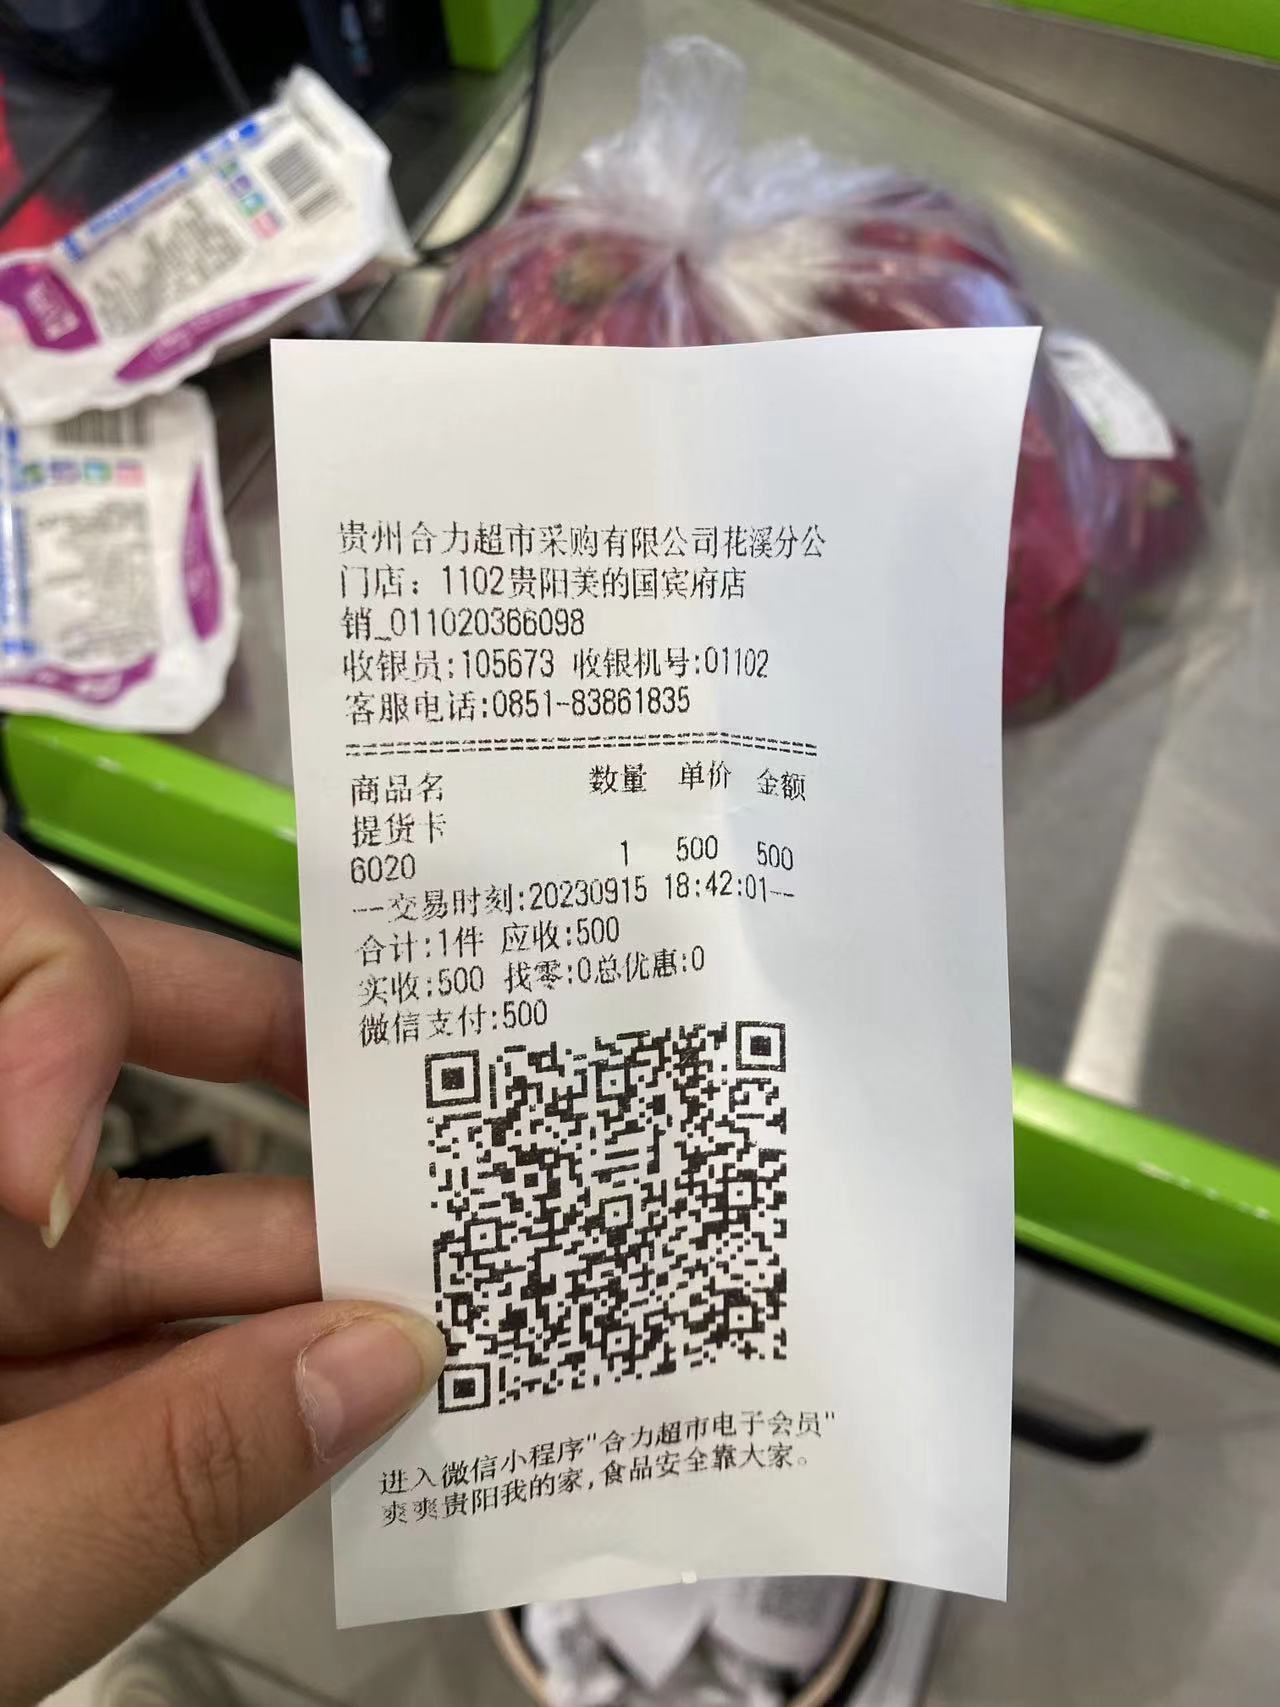 贵州合力超市采购有限公司花溪分公
门店：1102贵阳美的国宾府店
销_011020366098
收银员:105673 收银机号:01102
客服电话:0851-83861835
商品名 数量 单价 金额
提货卡
6020 1 500 500
--交易时刻:20230915 18:42:01--
合计:1件 应收:500
实收:500 找零:0总优惠:0
微信支付:500
进入微信小程序"合力超市电子会员"
爽爽贵阳我的家,食品安全靠大家。